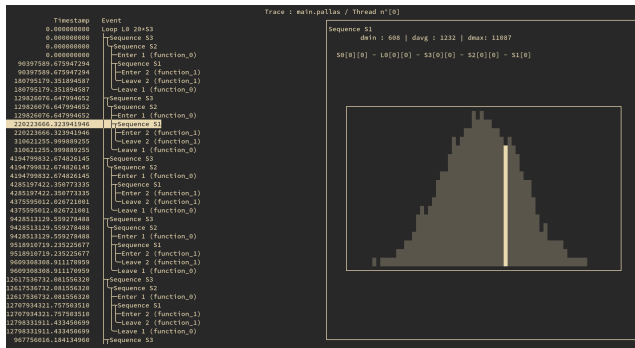 Trace : main.pallas / Thread n°[0]
Timestamp Event
0.000000000 Loop L0 20*S3
0.000000000 Sequence S3
0.000000000 Sequence S2
0.000000000 Enter 1 (function_0)
90397589.675947294 Sequence S1
90397589.675947294 Enter 2 (function_1)
180795179.351894587 Leave 2 (function_1)
180795179.351894587 Leave 1 (function_0)
129826076.647994652 Sequence S3
129826076.647994652 Sequence S2
129826076.647994652 Enter 1 (function_0)
220223666.323941946 Sequence S1
220223666.323941946 Enter 2 (function_1)
310621255.999889255 Leave 2 (function_1)
310621255.999889255 Leave 1 (function_0)
4194799832.674826145 Sequence S3
4194799832.674826145 Sequence S2
4194799832.674826145 Enter 1 (function_0)
4285197422.350773335 Sequence S1
4285197422.350773335 Enter 2 (function_1)
4375595012.026721001 Leave 2 (function_1)
4375595012.026721001 Leave 1 (function_0)
9428513129.559278488 Sequence S3
9428513129.559278488 Sequence S2
9428513129.559278488 Enter 1 (function_0)
9518910719.235225677 Sequence S1
9518910719.235225677 Enter 2 (function_1)
9609308308.911170959 Leave 2 (function_1)
9609308308.911170959 Leave 1 (function_0)
12617536732.081556320 Sequence S3
12617536732.081556320 Sequence S2
12617536732.081556320 Enter 1 (function_0)
12707934321.757503510 Sequence S1
12707934321.757503510 Enter 2 (function_1)
12798331911.433450699 Leave 2 (function_1)
12798331911.433450699 Leave 1 (function_0)
967756016.184134960 Sequence S3
Sequence S1
dmin : 608 | davg : 1232 | dmax: 11087
S0[0][0] - L0[0][0] - S3[0][0] - S2[0][0] - S1[0]